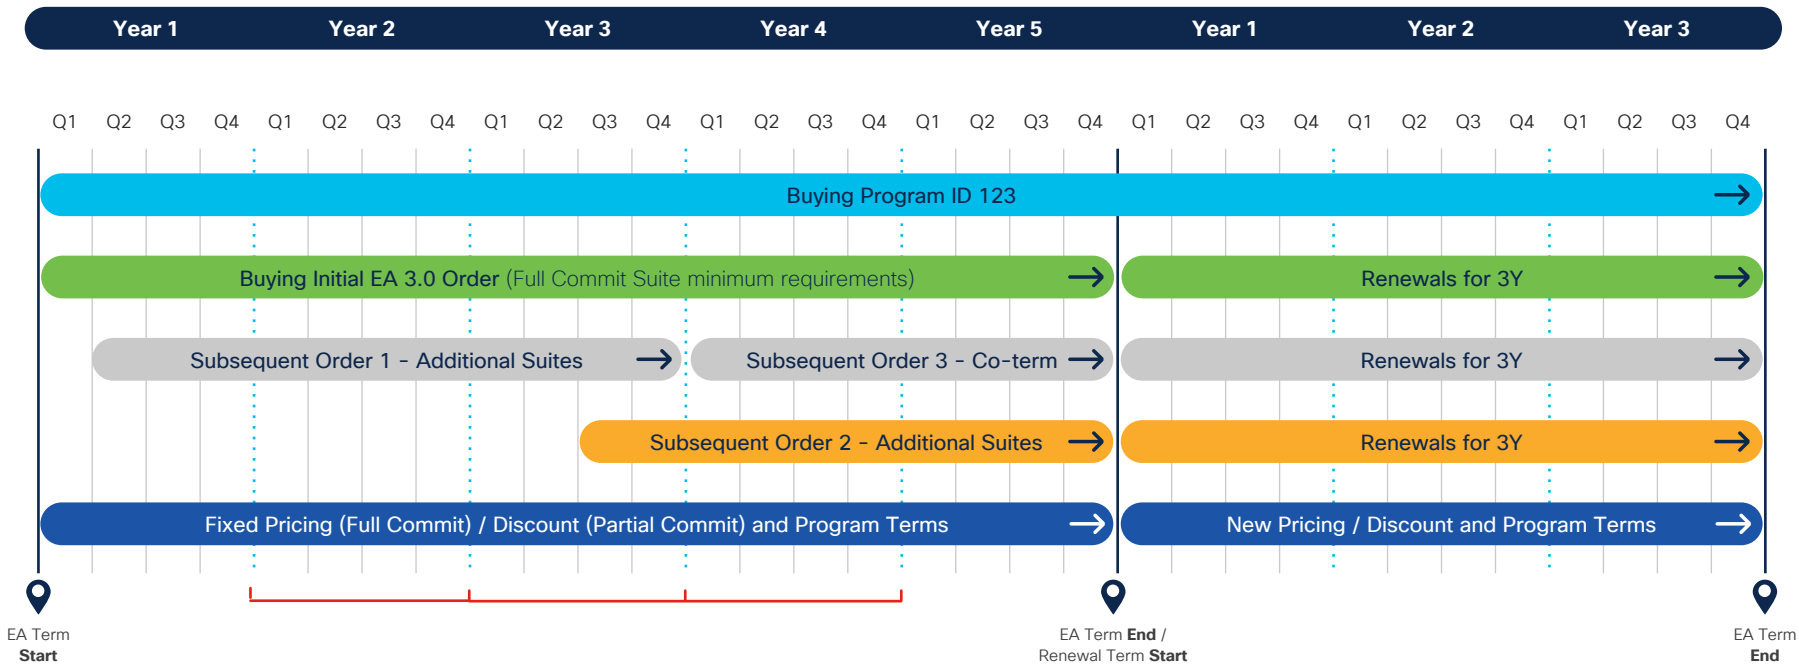 Year 1 Year 2 Year 3 Year 4 Year 5 Year 1 Year 2 Year 3
Q1 Q2 Q3 Q4 Q1 Q2 Q3 Q4 Q1 Q2 Q3 Q4 Q1 Q2 Q3 Q4 Q1 Q2 Q3 Q4 Q1 Q2 Q3 Q4 Q1 Q2 Q3 Q4 Q1 Q2 Q3 Q4
Buying Program ID 123
Buying Initial EA 3.0 Order (Full Commit Suite minimum requirements) Renewals for 3Y
Subsequent Order 1 - Additional Suites Subsequent Order 3 - Co-term Renewals for 3Y
Subsequent Order 2 - Additional Suites Renewals for 3Y
Fixed Pricing (Full Commit) / Discount (Partial Commit) and Program Terms New Pricing / Discount and Program Terms
EA Term
Start
EA Term End /
Renewal Term Start
EA Term
End